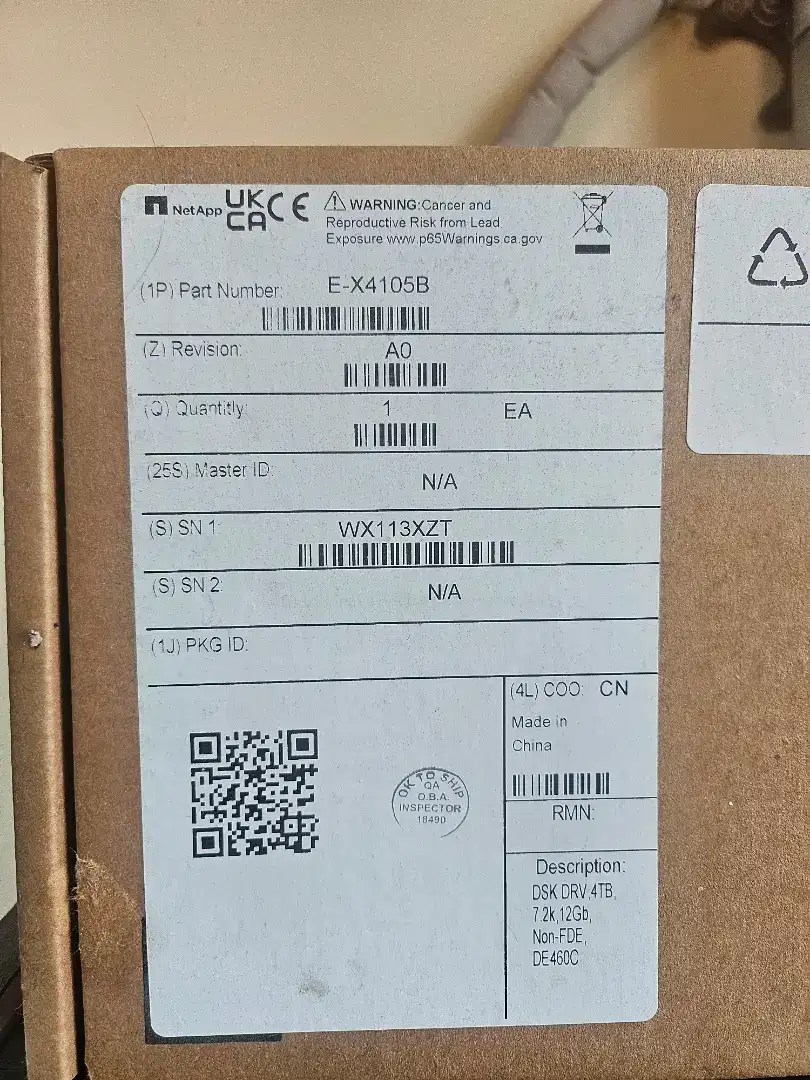 NetApp UK CA CE
WARNING:Cancer and
Reproductive Risk from Lead
Exposure www.p65Warnings.ca.gov
(1P) Part Number: E-X4105B
(Z) Revision: A0
(Q) Quantitly: 1 EA
(25S) Master ID: N/A
(S) SN 1: WX113XZT
(S) SN 2: N/A
(1J) PKG ID:
(4L) COO: CN
Made in
China
OK TO SHIP
QA
O.B.A.
INSPECTOR
18490
RMN:
Description:
DSK DRV,4TB,
7.2k,12Gb,
Non-FDE,
DE460C